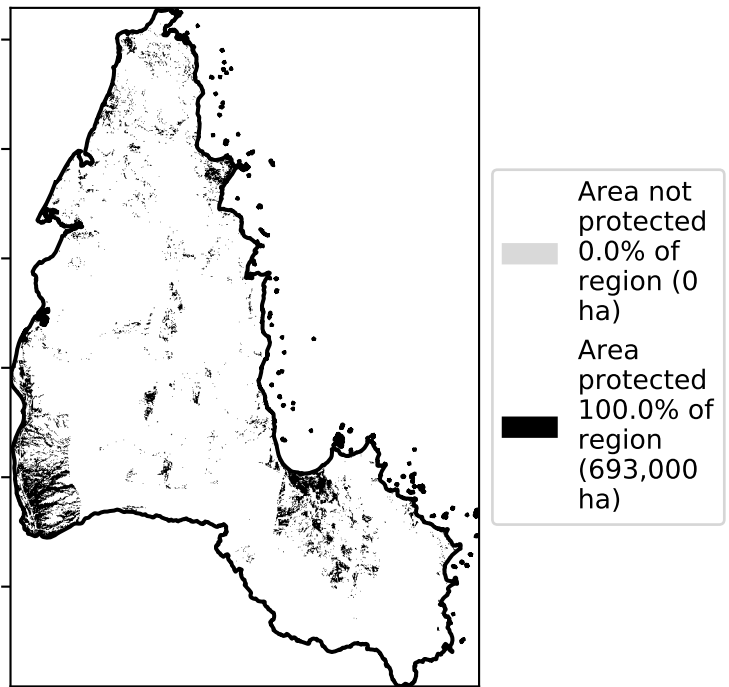 Area not
protected
0.0% of
region (0
ha)
Area
protected
100.0% of
region
(693,000
ha)